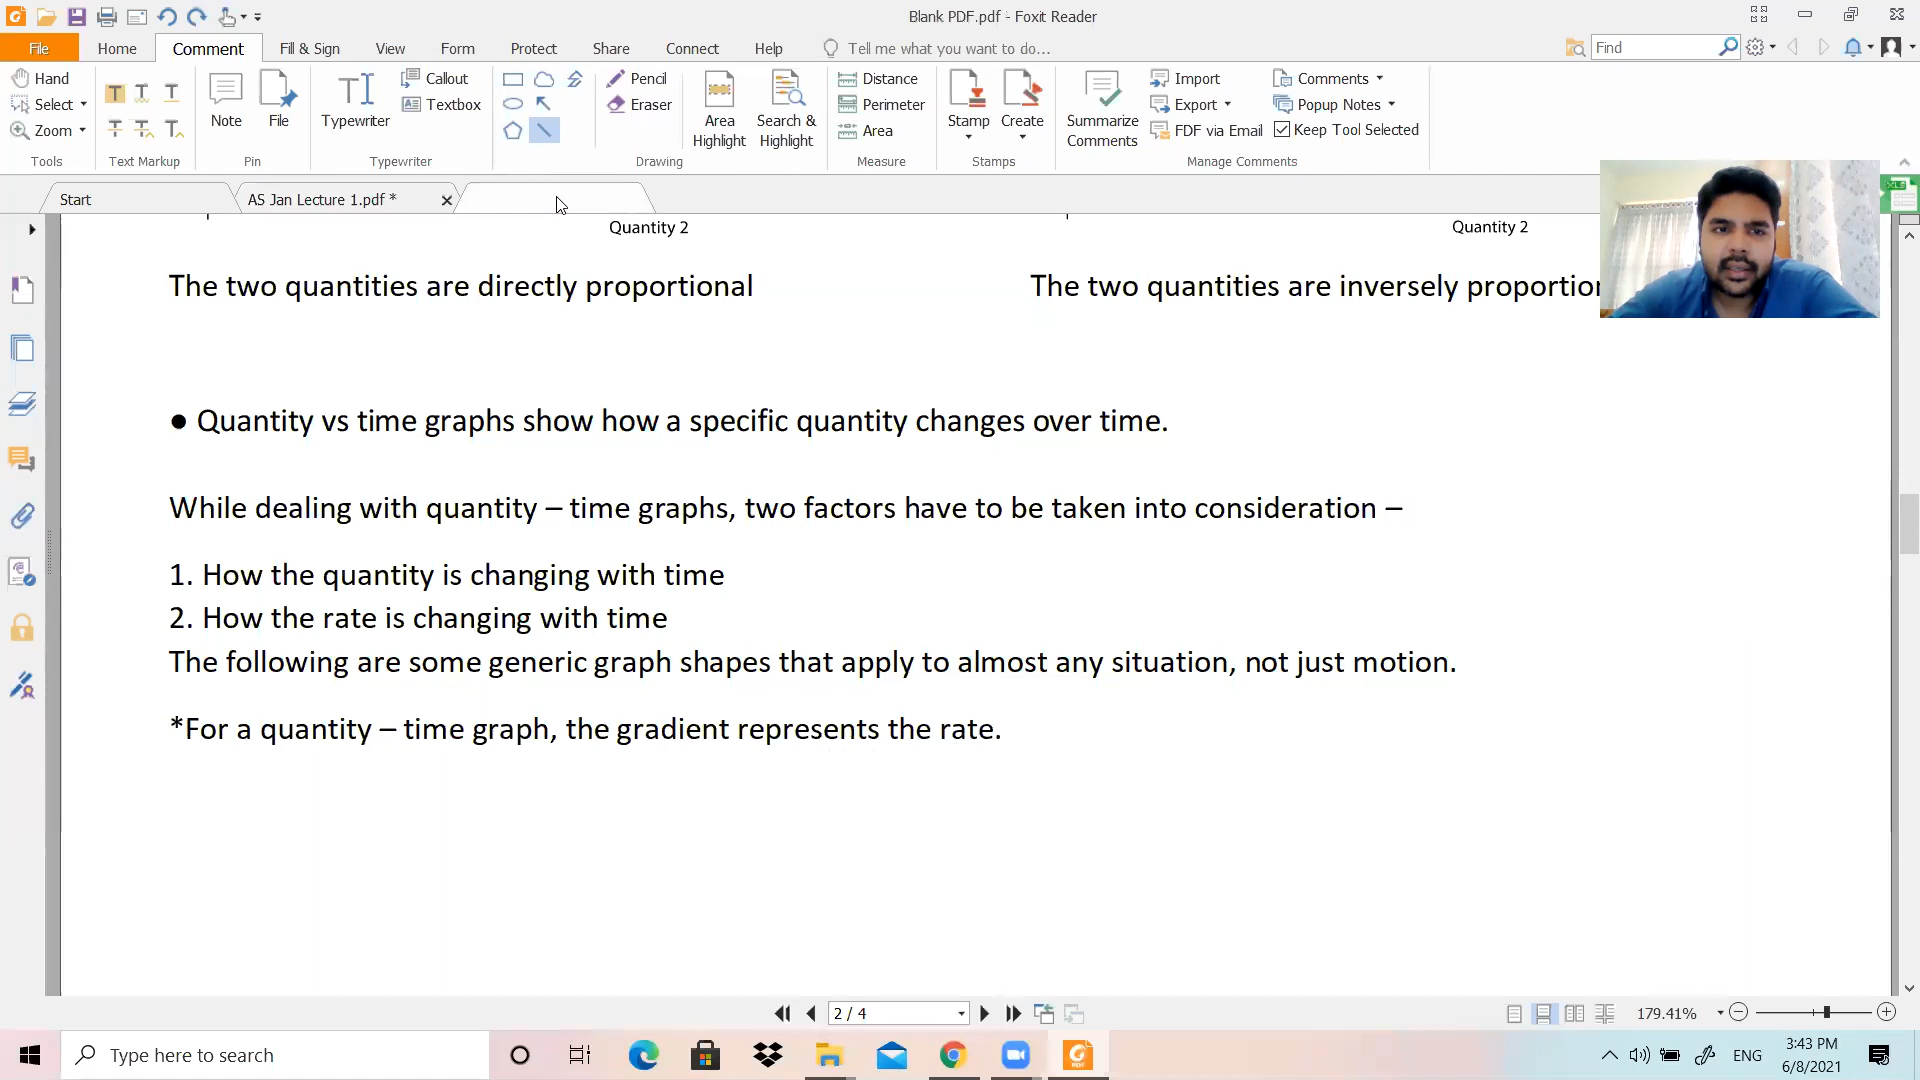 Blank PDF.pdf - Foxit Reader
File
Home
Comment
Fill & Sign
View
Form
Protect
Share
Connect
Help
Tell me what you want to do...
Find
Hand
Select
Zoom
Tools
Text Markup
Note
File
Pin
Typewriter
Callout
Textbox
Typewriter
Pencil
Eraser
Drawing
Area Highlight
Search & Highlight
Distance
Perimeter
Area
Measure
Stamp
Create
Stamps
Summarize Comments
Import
Export
FDF via Email
Comments
Popup Notes
Keep Tool Selected
Manage Comments
Start
AS Jan Lecture 1.pdf *
XLS
Quantity 2
Quantity 2
The two quantities are directly proportional
The two quantities are inversely proportion
● Quantity vs time graphs show how a specific quantity changes over time.
While dealing with quantity – time graphs, two factors have to be taken into consideration –
1. How the quantity is changing with time
2. How the rate is changing with time
The following are some generic graph shapes that apply to almost any situation, not just motion.
*For a quantity – time graph, the gradient represents the rate.
2 / 4
179.41%
Type here to search
ENG
3:43 PM
6/8/2021